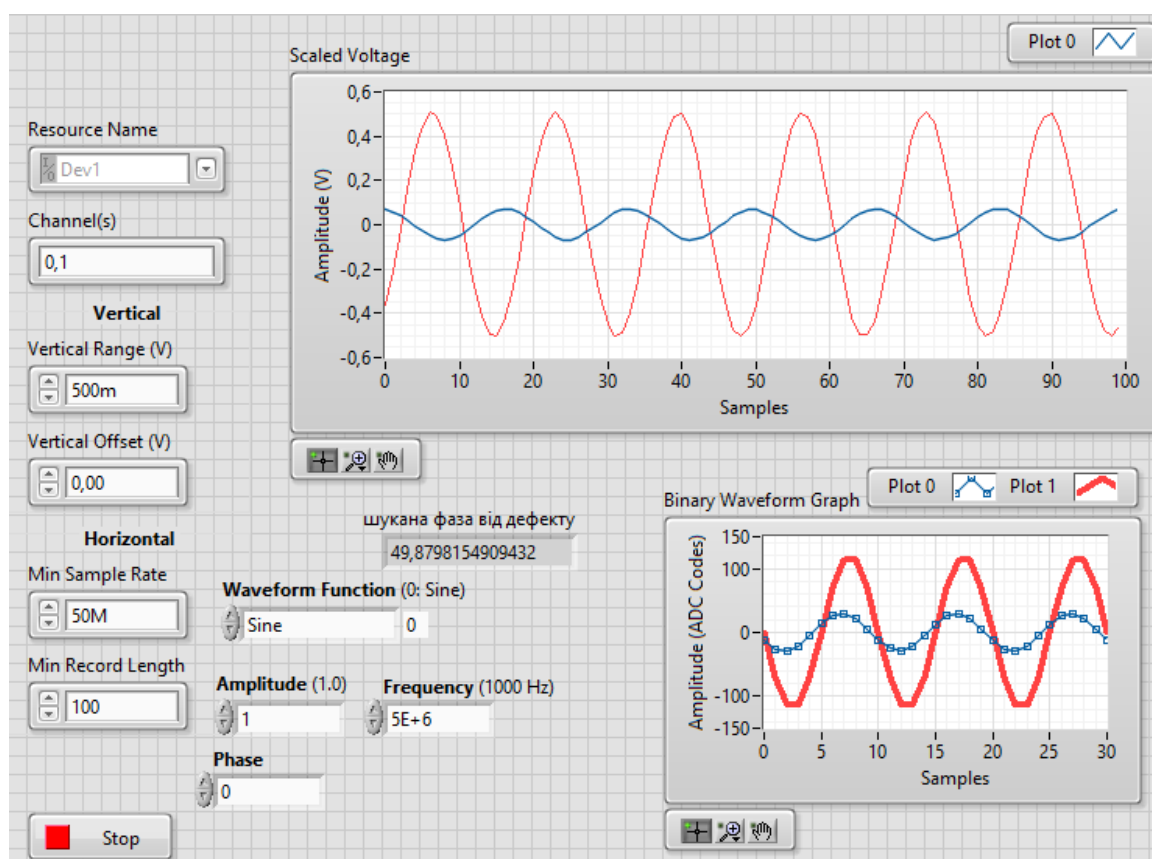 Plot 0
Scaled Voltage
Amplitude (V)
0,6
0,4
0,2
0
-0,2
-0,4
-0,6
0 10 20 30 40 50 60 70 80 90 100
Samples
Resource Name
I/O Dev1
Channel(s)
0,1
Vertical
Vertical Range (V)
500m
Vertical Offset (V)
0,00
Horizontal
Min Sample Rate
50M
Min Record Length
100
шукана фаза від дефекту
49,8798154909432
Waveform Function (0: Sine)
Sine 0
Amplitude (1.0) Frequency (1000 Hz)
1 5E+6
Phase
0
Stop
Plot 0 Plot 1
Binary Waveform Graph
Amplitude (ADC Codes)
150
100
0
-100
-150
0 5 10 15 20 25 30
Samples